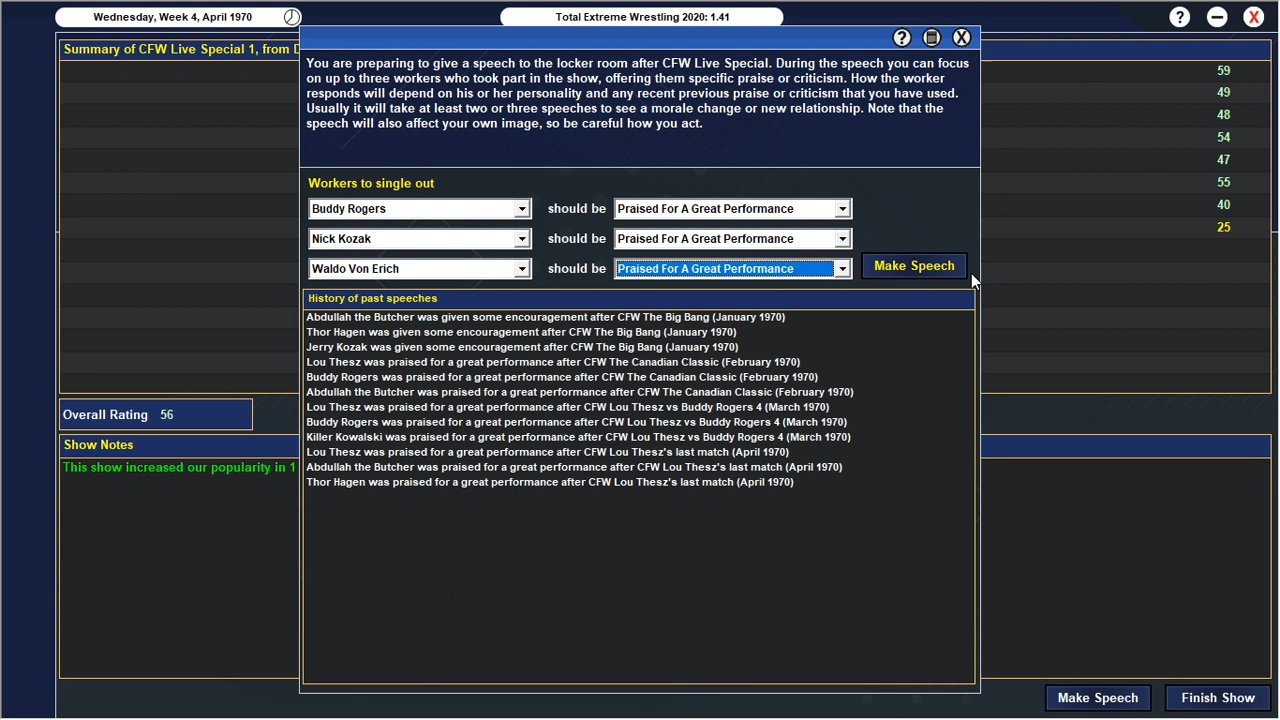 Wednesday, Week 4, April 1970
Total Extreme Wrestling 2020: 1.41
Summary of CFW Live Special 1, from
You are preparing to give a speech to the locker room after CFW Live Special. During the speech you can focus
on up to three workers who took part in the show, offering them specific praise or criticism. How the worker
responds will depend on his or her personality and any recent previous praise or criticism that you have used.
Usually it will take at least two or three speeches to see a morale change or new relationship. Note that the
speech will also affect your own image, so be careful how you act.
59
49
48
54
47
55
40
25
Workers to single out
Buddy Rogers should be Praised For A Great Performance
Nick Kozak should be Praised For A Great Performance
Waldo Von Erich should be Praised For A Great Performance
Make Speech
History of past speeches
Abdullah the Butcher was given some encouragement after CFW The Big Bang (January 1970)
Thor Hagen was given some encouragement after CFW The Big Bang (January 1970)
Jerry Kozak was given some encouragement after CFW The Big Bang (January 1970)
Lou Thesz was praised for a great performance after CFW The Canadian Classic (February 1970)
Buddy Rogers was praised for a great performance after CFW The Canadian Classic (February 1970)
Abdullah the Butcher was praised for a great performance after CFW The Canadian Classic (February 1970)
Lou Thesz was praised for a great performance after CFW Lou Thesz vs Buddy Rogers 4 (March 1970)
Buddy Rogers was praised for a great performance after CFW Lou Thesz vs Buddy Rogers 4 (March 1970)
Killer Kowalski was praised for a great performance after CFW Lou Thesz vs Buddy Rogers 4 (March 1970)
Lou Thesz was praised for a great performance after CFW Lou Thesz's last match (April 1970)
Abdullah the Butcher was praised for a great performance after CFW Lou Thesz's last match (April 1970)
Thor Hagen was praised for a great performance after CFW Lou Thesz's last match (April 1970)
Overall Rating 56
Show Notes
This show increased our popularity in 1
Make Speech
Finish Show